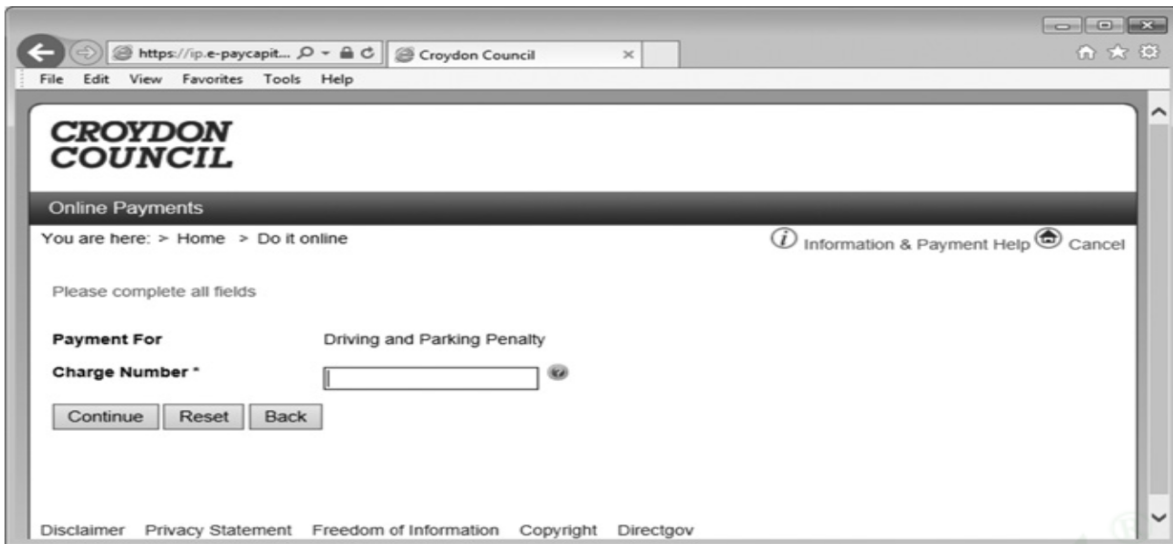 https://ip.e-paycapit... Croydon Council
File Edit View Favorites Tools Help
CROYDON
COUNCIL
Online Payments
You are here: > Home > Do it online
Information & Payment Help Cancel
Please complete all fields
Payment For Driving and Parking Penalty
Charge Number *
Continue Reset Back
Disclaimer Privacy Statement Freedom of Information Copyright Directgov